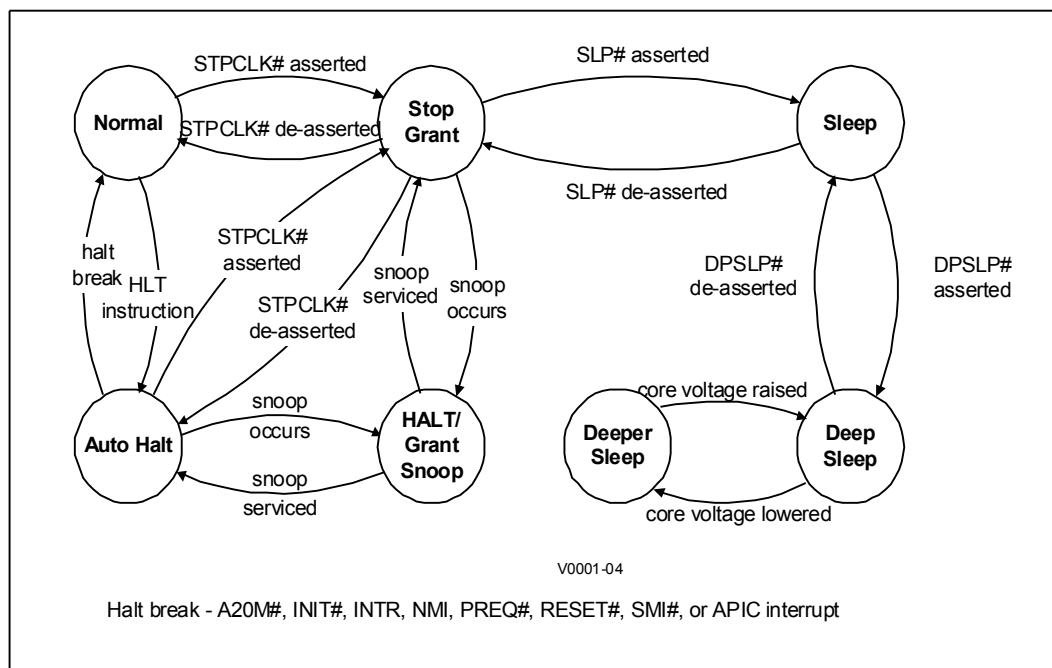 STPCLK# asserted
SLP# asserted
Normal
Stop
Grant
Sleep
STPCLK# de-asserted
SLP# de-asserted
halt
break
HLT
instruction
STPCLK#
asserted
STPCLK#
de-asserted
snoop
serviced
snoop
occurs
DPSLP#
de-asserted
DPSLP#
asserted
Auto Halt
snoop
occurs
snoop
serviced
HALT/
Grant
Snoop
core voltage raised
Deeper
Sleep
Deep
Sleep
core voltage lowered
V0001-04
Halt break - A20M#, INIT#, INTR, NMI, PREQ#, RESET#, SMI#, or APIC interrupt